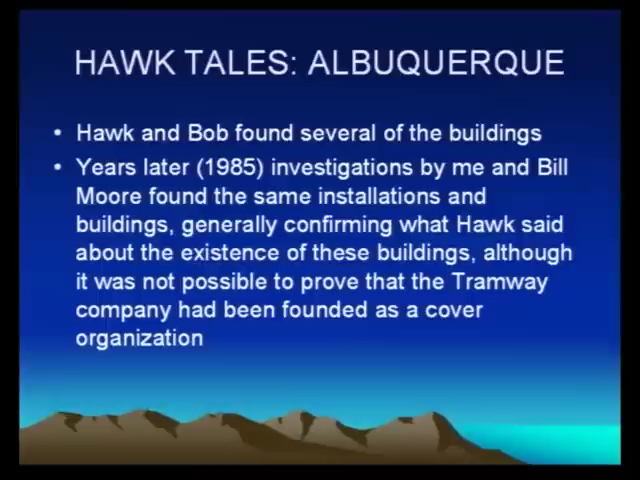 HAWK TALES: ALBUQUERQUE
• Hawk and Bob found several of the buildings
• Years later (1985) investigations by me and Bill
Moore found the same installations and
buildings, generally confirming what Hawk said
about the existence of these buildings, although
it was not possible to prove that the Tramway
company had been founded as a cover
organization